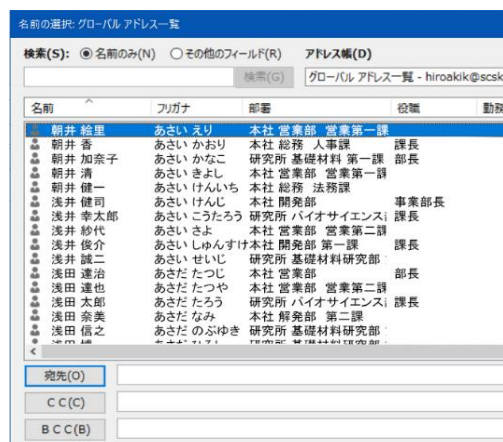 名前の選択: グローバル アドレス一覧
検索(S): 名前のみ(N) その他のフィールド(R) アドレス帳(D)
検索(G) グローバル アドレス一覧 - hiroakik@scsk
名前 フリガナ 部署 役職 勤務
朝井 絵里 あさい えり 本社 営業部 営業第一課
朝井 香 あさい かおり 本社 総務 人事課 課長
朝井 加奈子 あさい かなこ 研究所 基礎材料 第一課 部長
朝井 清 あさい きよし 本社 営業部 営業第一課
朝井 健一 あさい けんいち 本社 総務 法務課
浅井 健司 あさい けんじ 本社 開発部 事業部長
浅井 幸太郎 あさい こうたろう 研究所 バイオサイエンス 課長
浅井 紗代 あさい さよ 本社 営業部 営業第二課
浅井 俊介 あさい しゅんすけ 本社 開発部 第一課 課長
浅井 誠二 あさい せいじ 研究所 基礎材料研究部
浅田 達治 あさだ たつじ 本社 営業部 部長
浅田 達也 あさだ たつや 本社 営業部 営業第二課
浅田 太郎 あさだ たろう 研究所 バイオサイエンス 課長
浅田 奈美 あさだ なみ 本社 解発部 第二課
浅田 信之 あさだ のぶゆき 研究所 基礎材料研究部
宛先(O)
CC(C)
BCC(B)